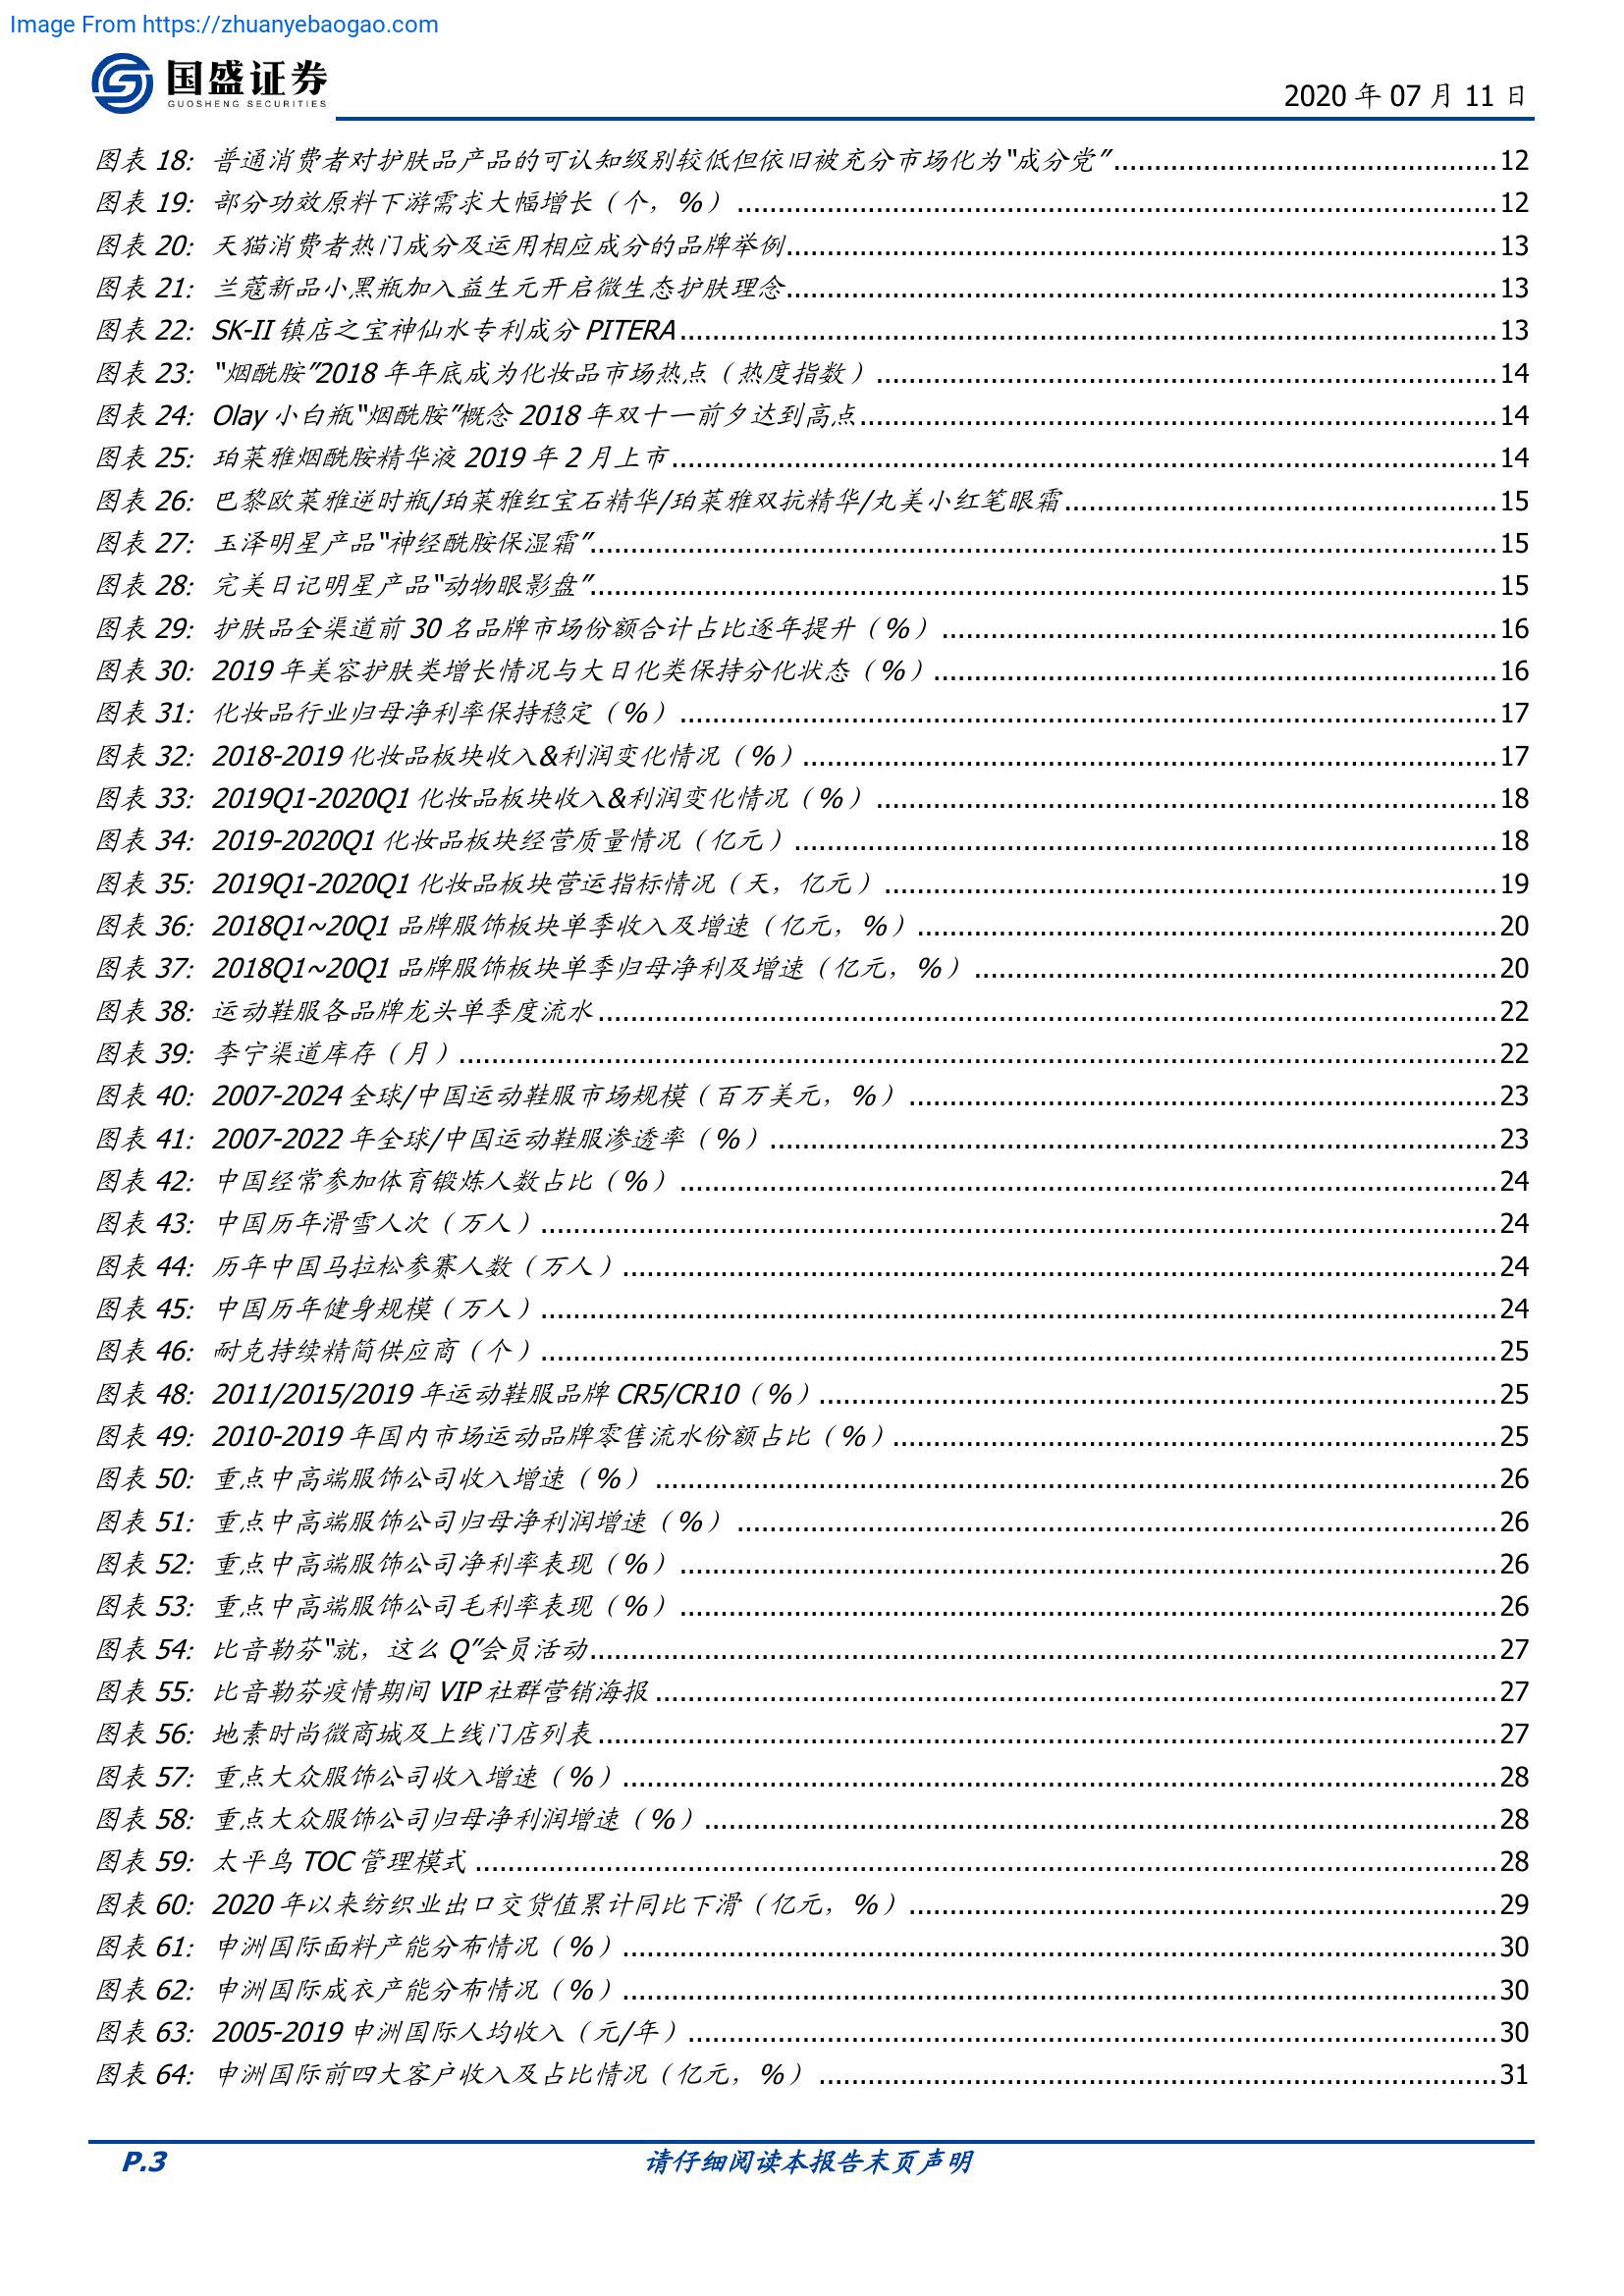 Image From https://zhuanyebaogao.com
国盛证券
GUOSHENG SECURITIES
2020 年 07 月 11 日
图表 18: 普通消费者对护肤品产品的可认知级别较低但依旧被充分市场化为“成分党”................12
图表 19: 部分功效原料下游需求大幅增长（个，%）................12
图表 20: 天猫消费者热门成分及运用相应成分的品牌举例................13
图表 21: 兰蔻新品小黑瓶加入益生元开启微生态护肤理念................13
图表 22: SK-II 镇店之宝神仙水专利成分 PITERA................13
图表 23: “烟酰胺”2018 年年底成为化妆品市场热点（热度指数）................14
图表 24: Olay 小白瓶“烟酰胺”概念 2018 年双十一前夕达到高点................14
图表 25: 珀莱雅烟酰胺精华液 2019 年 2 月上市................14
图表 26: 巴黎欧莱雅逆时瓶/珀莱雅红宝石精华/珀莱雅双抗精华/丸美小红笔眼霜................15
图表 27: 玉泽明星产品“神经酰胺保湿霜”................15
图表 28: 完美日记明星产品“动物眼影盘”................15
图表 29: 护肤品全渠道前 30 名品牌市场份额合计占比逐年提升（%）................16
图表 30: 2019 年美容护肤类增长情况与大日化类保持分化状态（%）................16
图表 31: 化妆品行业归母净利率保持稳定（%）................17
图表 32: 2018-2019 化妆品板块收入&利润变化情况（%）................17
图表 33: 2019Q1-2020Q1 化妆品板块收入&利润变化情况（%）................18
图表 34: 2019-2020Q1 化妆品板块经营质量情况（亿元）................18
图表 35: 2019Q1-2020Q1 化妆品板块营运指标情况（天，亿元）................19
图表 36: 2018Q1~20Q1 品牌服饰板块单季收入及增速（亿元，%）................20
图表 37: 2018Q1~20Q1 品牌服饰板块单季归母净利及增速（亿元，%）................20
图表 38: 运动鞋服各品牌龙头单季度流水................22
图表 39: 李宁渠道库存（月）................22
图表 40: 2007-2024 全球/中国运动鞋服市场规模（百万美元，%）................23
图表 41: 2007-2022 年全球/中国运动鞋服渗透率（%）................23
图表 42: 中国经常参加体育锻炼人数占比（%）................24
图表 43: 中国历年滑雪人次（万人）................24
图表 44: 历年中国马拉松参赛人数（万人）................24
图表 45: 中国历年健身规模（万人）................24
图表 46: 耐克持续精简供应商（个）................25
图表 48: 2011/2015/2019 年运动鞋服品牌 CR5/CR10（%）................25
图表 49: 2010-2019 年国内市场运动品牌零售流水份额占比（%）................25
图表 50: 重点中高端服饰公司收入增速（%）................26
图表 51: 重点中高端服饰公司归母净利润增速（%）................26
图表 52: 重点中高端服饰公司净利率表现（%）................26
图表 53: 重点中高端服饰公司毛利率表现（%）................26
图表 54: 比音勒芬“就，这么 Q”会员活动................27
图表 55: 比音勒芬疫情期间 VIP 社群营销海报................27
图表 56: 地素时尚微商城及上线门店列表................27
图表 57: 重点大众服饰公司收入增速（%）................28
图表 58: 重点大众服饰公司归母净利润增速（%）................28
图表 59: 太平鸟 TOC 管理模式................28
图表 60: 2020 年以来纺织业出口交货值累计同比下滑（亿元，%）................29
图表 61: 申洲国际面料产能分布情况（%）................30
图表 62: 申洲国际成衣产能分布情况（%）................30
图表 63: 2005-2019 申洲国际人均收入（元/年）................30
图表 64: 申洲国际前四大客户收入及占比情况（亿元，%）................31
P.3
请仔细阅读本报告末页声明